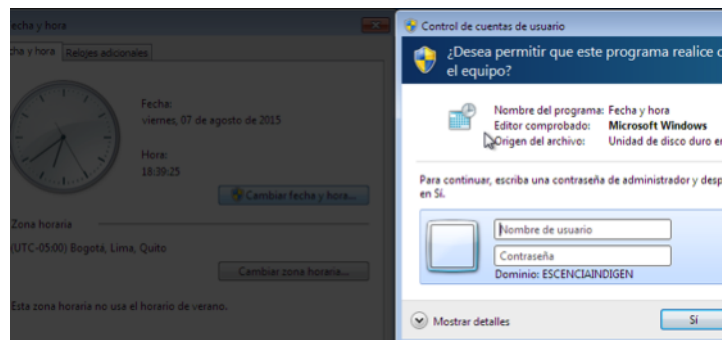 echa y hora
cha y hora
Relojes adicionales
Fecha:
viernes, 07 de agosto de 2015
Hora:
18:39:25
Cambiar fecha y hora...
Zona horaria
(UTC-05:00) Bogotá, Lima, Quito
Cambiar zona horaria...
Esta zona horaria no usa el horario de verano.
Control de cuentas de usuario
¿Desea permitir que este programa realice c
el equipo?
Nombre del programa: Fecha y hora
Editor comprobado: Microsoft Windows
Origen del archivo: Unidad de disco duro en
Para continuar, escriba una contraseña de administrador y desp
en Sí.
Nombre de usuario
Contraseña
Dominio: ESCENCIAINDIGEN
Mostrar detalles
Sí